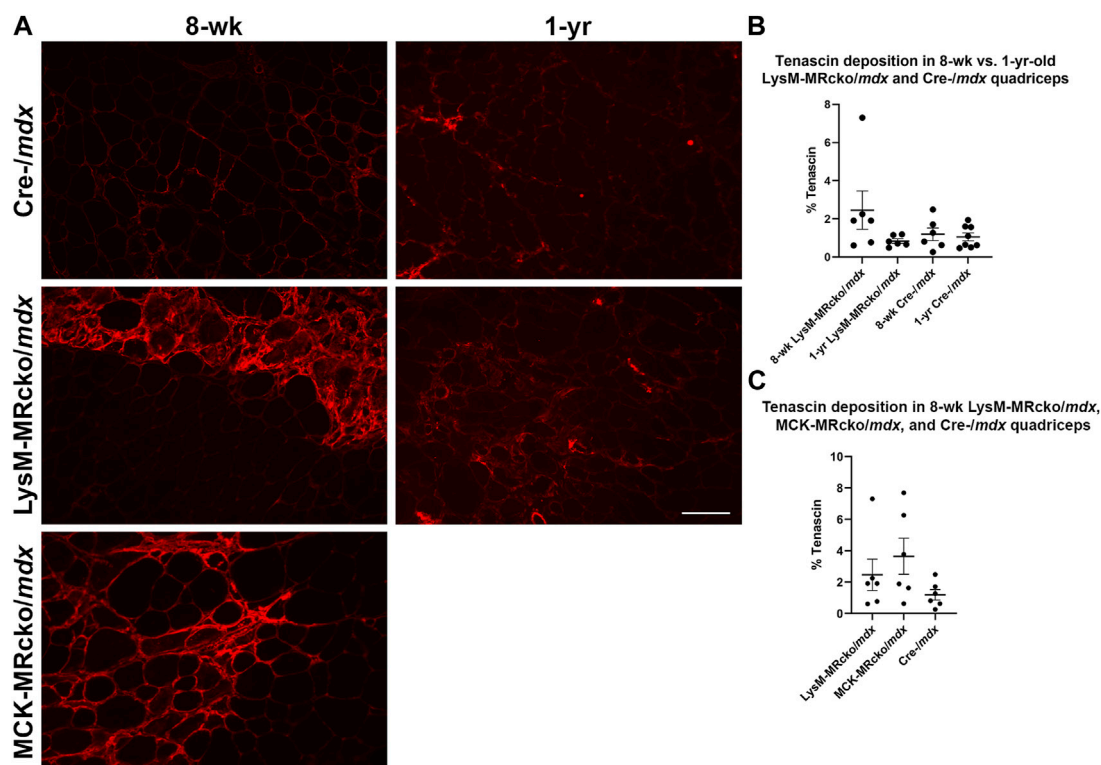 A
8-wk
1-yr
Cre-/mdx
LysM-MRcko/mdx
MCK-MRcko/mdx
B
Tenascin deposition in 8-wk vs. 1-yr-old
LysM-MRcko/mdx and Cre-/mdx quadriceps
% Tenascin
8
6
4
2
0
8-wk LysM-MRcko/mdx
1-yr LysM-MRcko/mdx
8-wk Cre-/mdx
1-yr Cre-/mdx
C
Tenascin deposition in 8-wk LysM-MRcko/mdx,
MCK-MRcko/mdx, and Cre-/mdx quadriceps
% Tenascin
10
8
6
4
2
0
LysM-MRcko/mdx
MCK-MRcko/mdx
Cre-/mdx